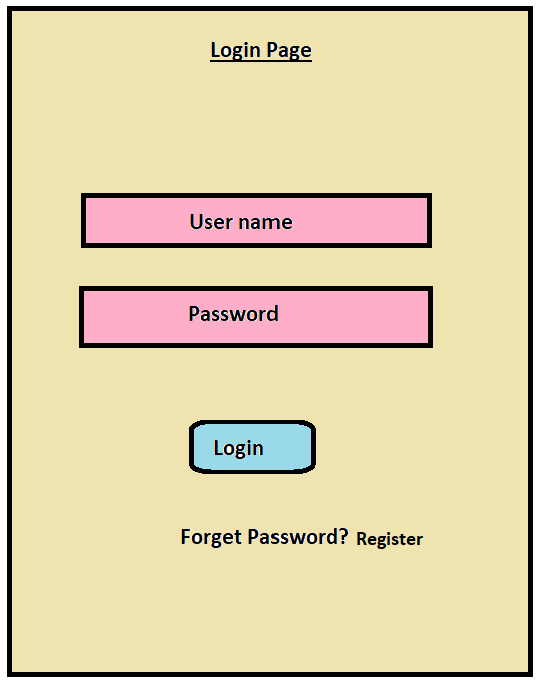 Login Page
User name
Password
Login
Forget Password? Register